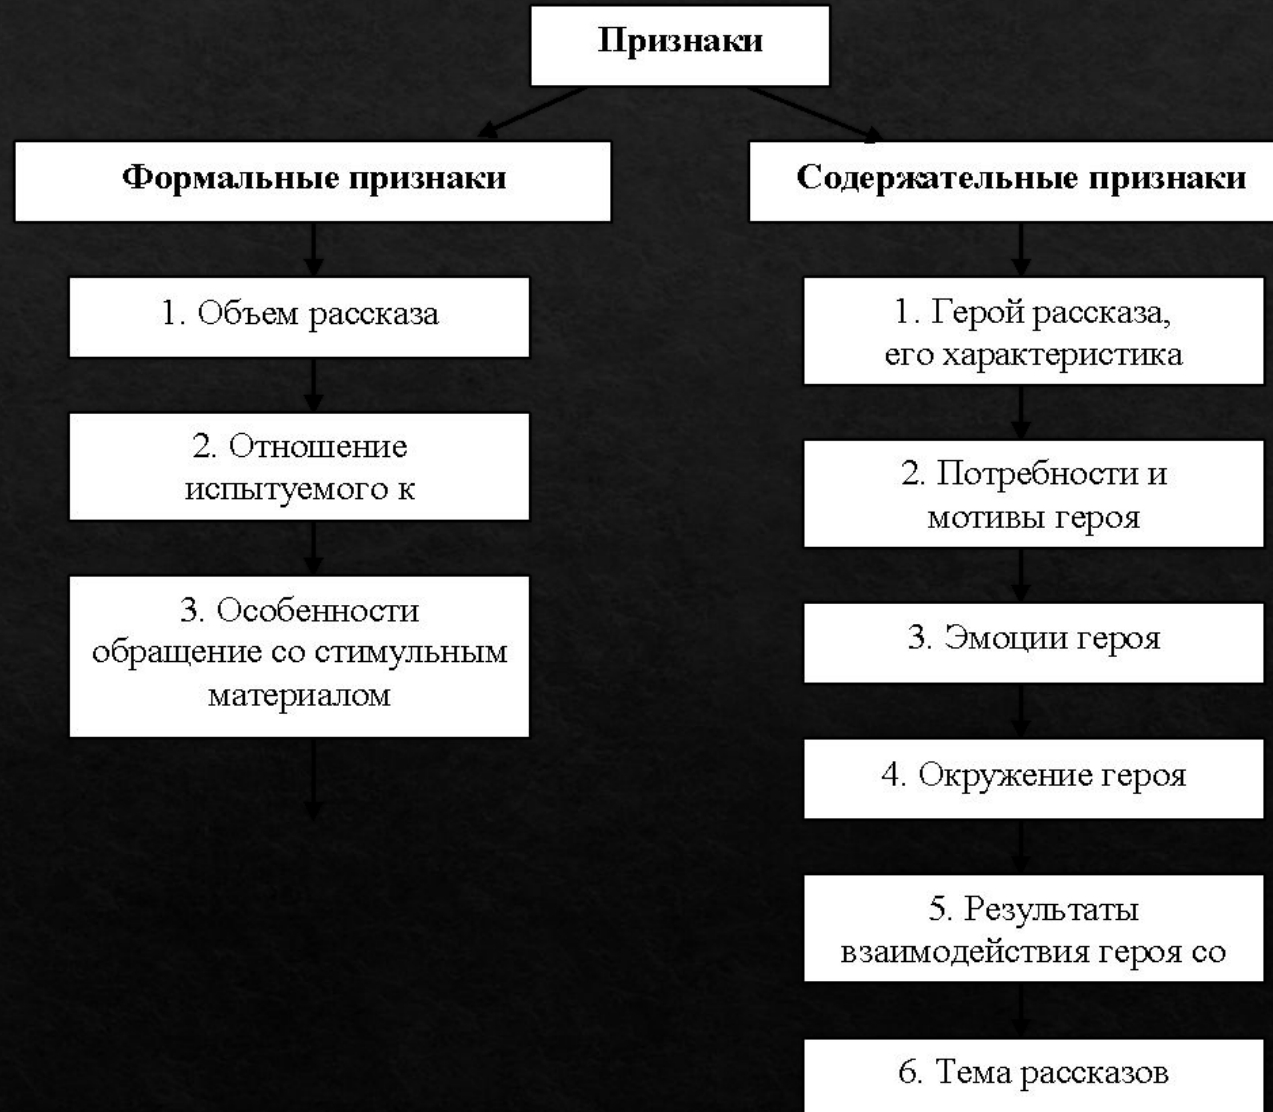 Признаки
Формальные признаки
1. Объем рассказа
2. Отношение
испытуемого к
3. Особенности
обращение со стимульным
материалом
Содержательные признаки
1. Герой рассказа,
его характеристика
2. Потребности и
мотивы героя
3. Эмоции героя
4. Окружение героя
5. Результаты
взаимодействия героя со
6. Тема рассказов